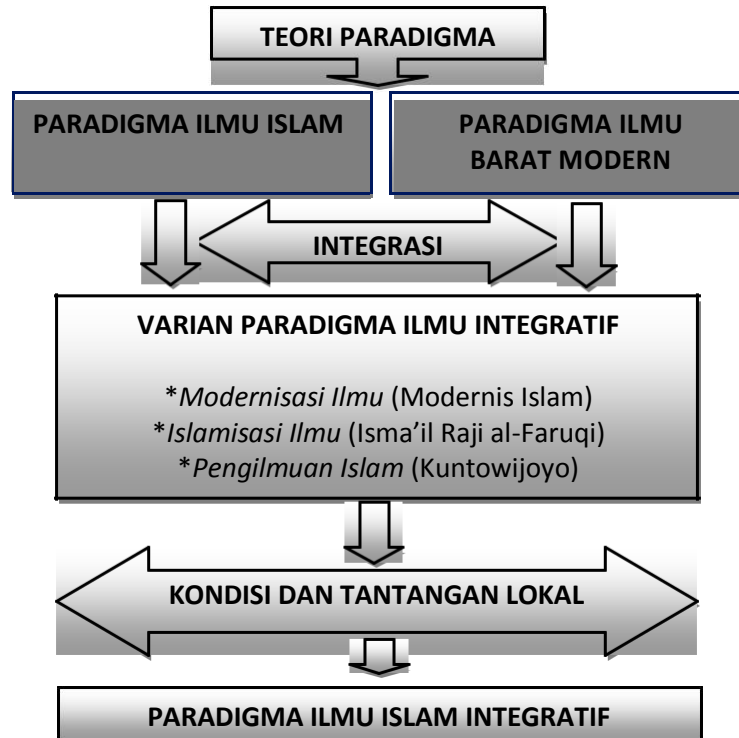 TEORI PARADIGMA
PARADIGMA ILMU ISLAM
PARADIGMA ILMU
BARAT MODERN
INTEGRASI
VARIAN PARADIGMA ILMU INTEGRATIF
*Modernisasi Ilmu (Modernis Islam)
*Islamisasi Ilmu (Isma’il Raji al-Faruqi)
*Pengilmuan Islam (Kuntowijoyo)
KONDISI DAN TANTANGAN LOKAL
PARADIGMA ILMU ISLAM INTEGRATIF